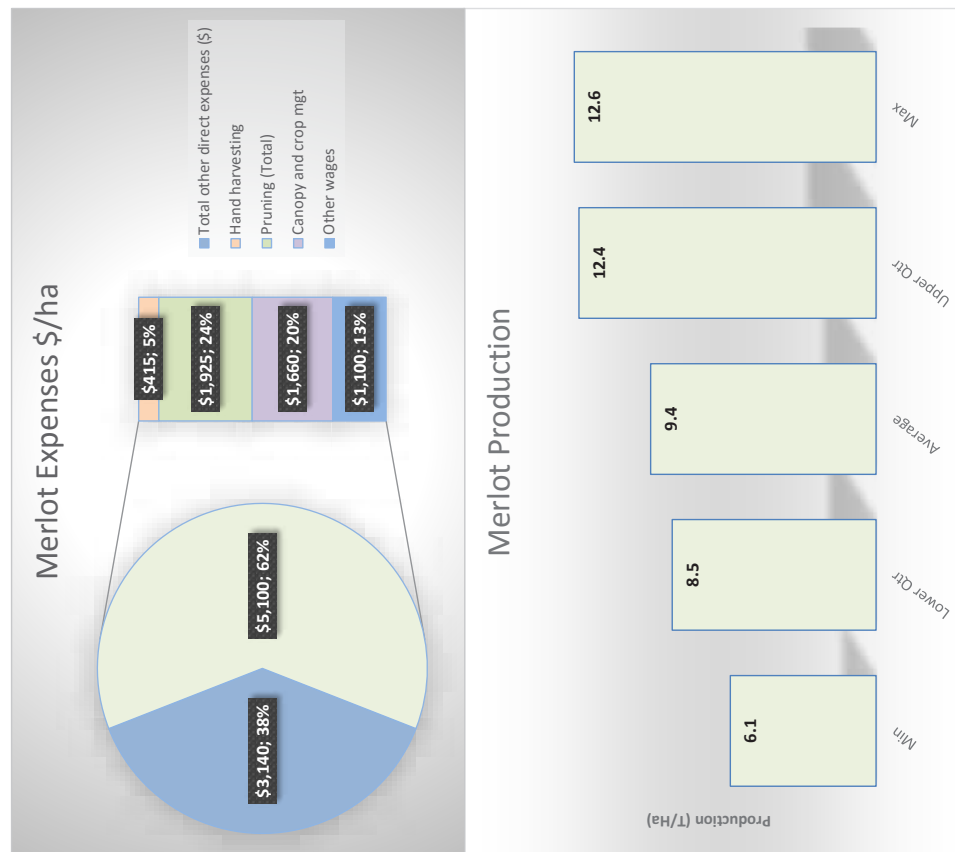 Merlot Expenses $/ha
$3,140; 38%
$5,100; 62%
$415; 5%
$1,925; 24%
$1,660; 20%
$1,100; 13%
Total other direct expenses ($)
Hand harvesting
Pruning (Total)
Canopy and crop mgt
Other wages
Merlot Production
Production (T/Ha)
6.1
8.5
9.4
12.4
12.6
Min
Lower Qtr
Average
Upper Qtr
Max